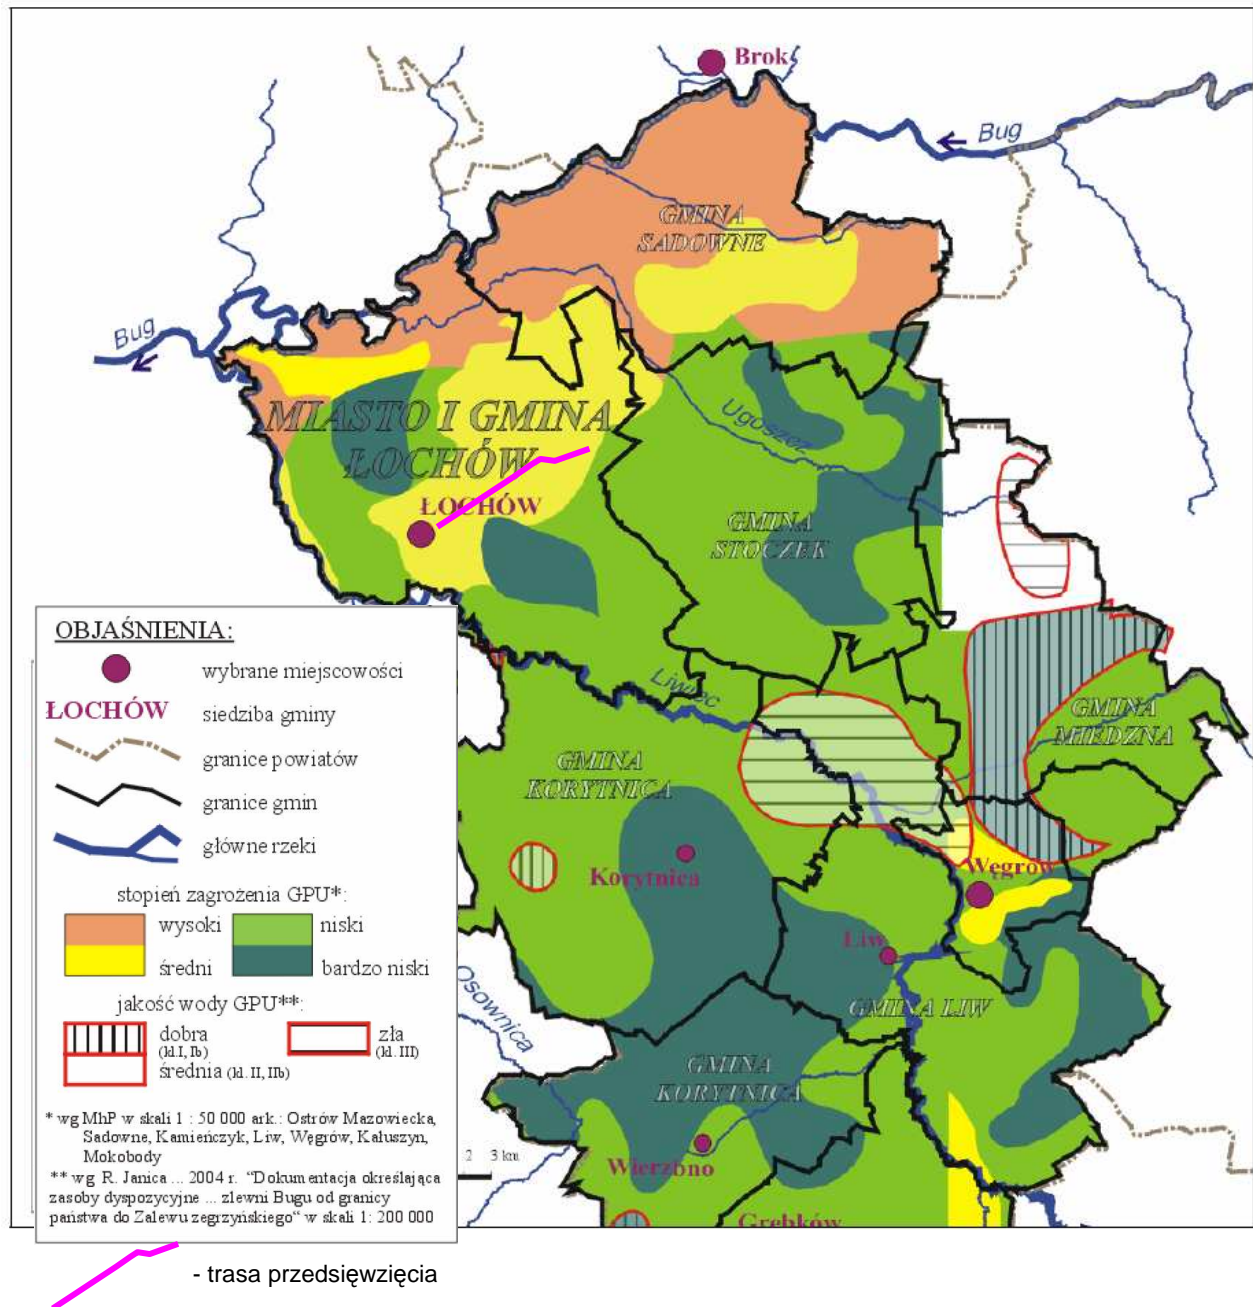 Brok
Bug
Bug
GMINA
SADOWNE
MIASTO I GMINA
ŁOCHÓW
Ugoszcz
ŁOCHÓW
GMINA
STOCZEK
Liwiec
GMINA
MIEDZNA
GMINA
KORYTNICA
Korytnica
Węgrów
Liw
GMINA LIW
Osownica
GMINA
KORYTNICA
Wierzbno
Grębków
2 3 km
OBJAŚNIENIA:
wybrane miejscowości
ŁOCHÓW siedziba gminy
granice powiatów
granice gmin
główne rzeki
stopień zagrożenia GPU*:
wysoki niski
średni bardzo niski
jakość wody GPU**:
dobra zła
(kl.I, Ib) (kl. III)
średnia (kl. II, IIb)
* wg MhP w skali 1 : 50 000 ark.: Ostrów Mazowiecka,
Sadowne, Kamieńczyk, Liw, Węgrów, Kałuszyn,
Mokobody
** wg R. Janica ... 2004 r. "Dokumentacja określająca
zasoby dyspozycyjne ... zlewni Bugu od granicy
państwa do Zalewu zegrzyńskiego" w skali 1: 200 000
- trasa przedsięwzięcia